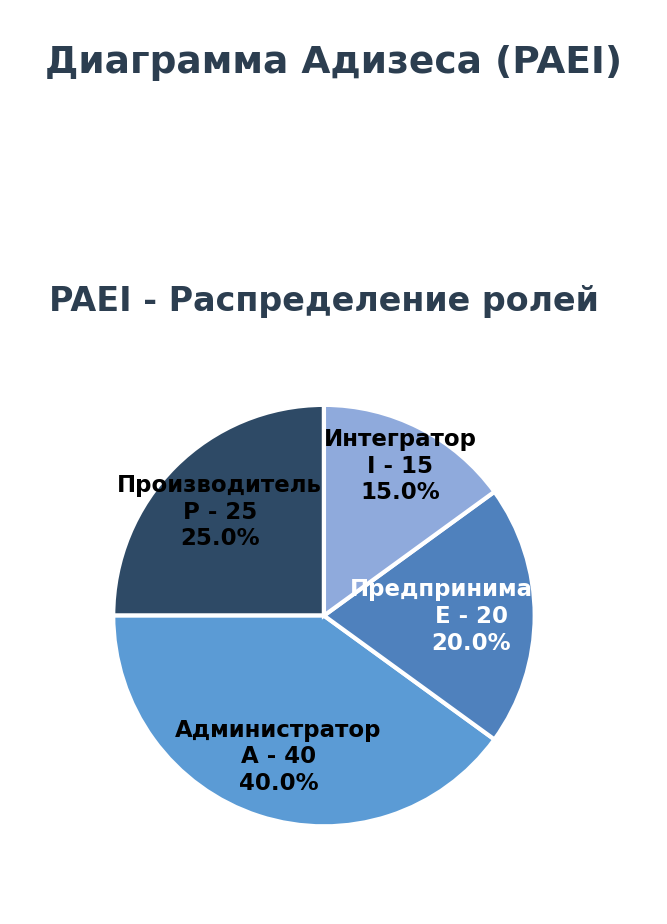 Диаграмма Адизеса (PAEI)
PAEI - Распределение ролей
Интегратор
I - 15
15.0%
Производитель
P - 25
25.0%
Предпринима
E - 20
20.0%
Администратор
A - 40
40.0%